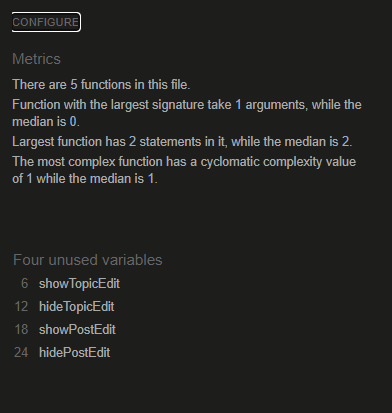 CONFIGURE
Metrics
There are 5 functions in this file.
Function with the largest signature take 1 arguments, while the
median is 0.
Largest function has 2 statements in it, while the median is 2.
The most complex function has a cyclomatic complexity value
of 1 while the median is 1.
Four unused variables
6 showTopicEdit
12 hideTopicEdit
18 showPostEdit
24 hidePostEdit